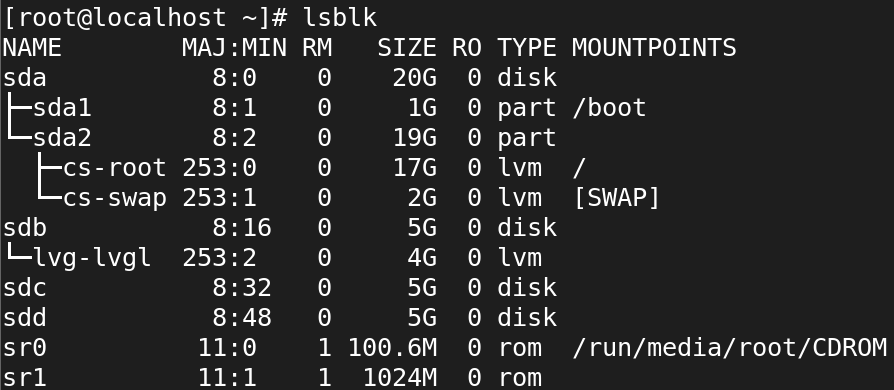 [root@localhost ~]# lsblk
NAME        MAJ:MIN RM   SIZE RO TYPE MOUNTPOINTS
sda           8:0    0    20G  0 disk
├─sda1        8:1    0     1G  0 part /boot
└─sda2        8:2    0    19G  0 part
  ├─cs-root 253:0    0    17G  0 lvm  /
  └─cs-swap 253:1    0     2G  0 lvm  [SWAP]
sdb           8:16   0     5G  0 disk
└─lvg-lvgl  253:2    0     4G  0 lvm
sdc           8:32   0     5G  0 disk
sdd           8:48   0     5G  0 disk
sr0          11:0    1 100.6M  0 rom  /run/media/root/CDROM
sr1          11:1    1  1024M  0 rom